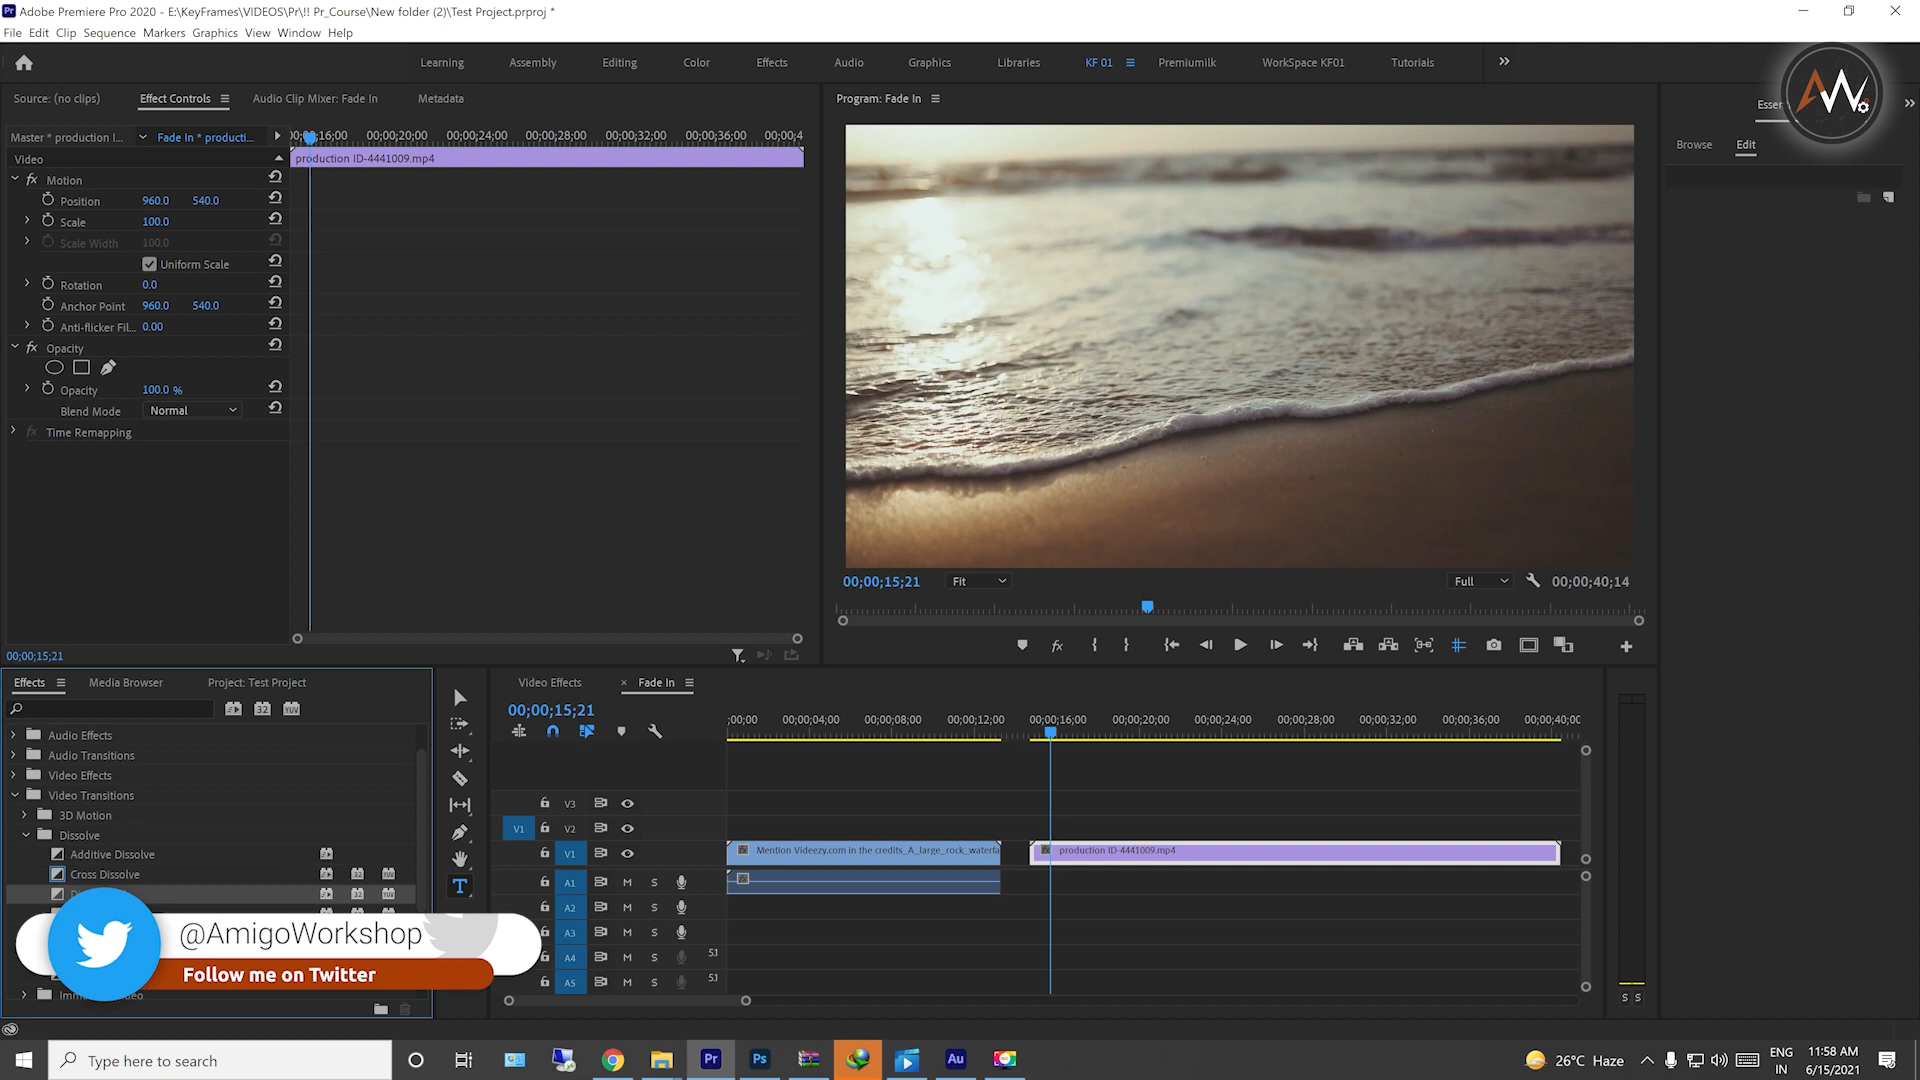 Adobe Premiere Pro 2020 - E:\KeyFrames\VIDEOS\Pr\!! Pr_Course\New folder (2)\Test Project.prproj *
File Edit Clip Sequence Markers Graphics View Window Help
Learning Assembly Editing Color Effects Audio Graphics Libraries KF 01 Premiumilk WorkSpace KF01 Tutorials
Source: (no clips) Effect Controls Audio Clip Mixer: Fade In Metadata
Program: Fade In
Browse Edit
Master * production I... Fade In * producti...
00;00;20;00 00;00;24;00 00;00;28;00 00;00;32;00 00;00;36;00 00;00;4
Video
production ID-4441009.mp4
fx Motion
Position 960.0 540.0
Scale 100.0
Scale Width 100.0
Uniform Scale
Rotation 0.0
Anchor Point 960.0 540.0
Anti-flicker Fil... 0.00
fx Opacity
Opacity 100.0 %
Blend Mode Normal
fx Time Remapping
00;00;15;21 Fit Full 00;00;40;14
00;00;15;21
Effects Media Browser Project: Test Project
32 YUV
Audio Effects
Audio Transitions
Video Effects
Video Transitions
3D Motion
Dissolve
Additive Dissolve
Cross Dissolve
@AmigoWorkshop
Follow me on Twitter
Video Effects Fade In
00;00;15;21
;00;00 00;00;04;00 00;00;08;00 00;00;12;00 00;00;16;00 00;00;20;00 00;00;24;00 00;00;28;00 00;00;32;00 00;00;36;00 00;00;40;00
V3
V1 V2
V1 Mention Videezy.com in the credits_A_large_rock_waterfa production ID-4441009.mp4
A1 M S
A2 M S
A3 M S
A4 M S 5.1
A5 M S 5.1
S S
Type here to search
Pr Ps Au
26°C Haze
ENG
IN
11:58 AM
6/15/2021